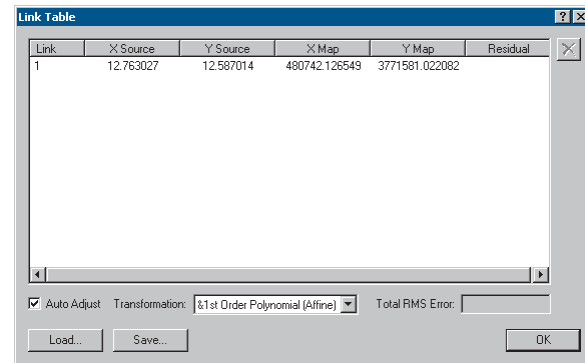 Link Table
Link X Source Y Source X Map Y Map Residual
1 12.763027 12.587014 480742.126549 3771581.022082
Auto Adjust Transformation: &1st Order Polynomial (Affine) Total RMS Error:
Load... Save... OK